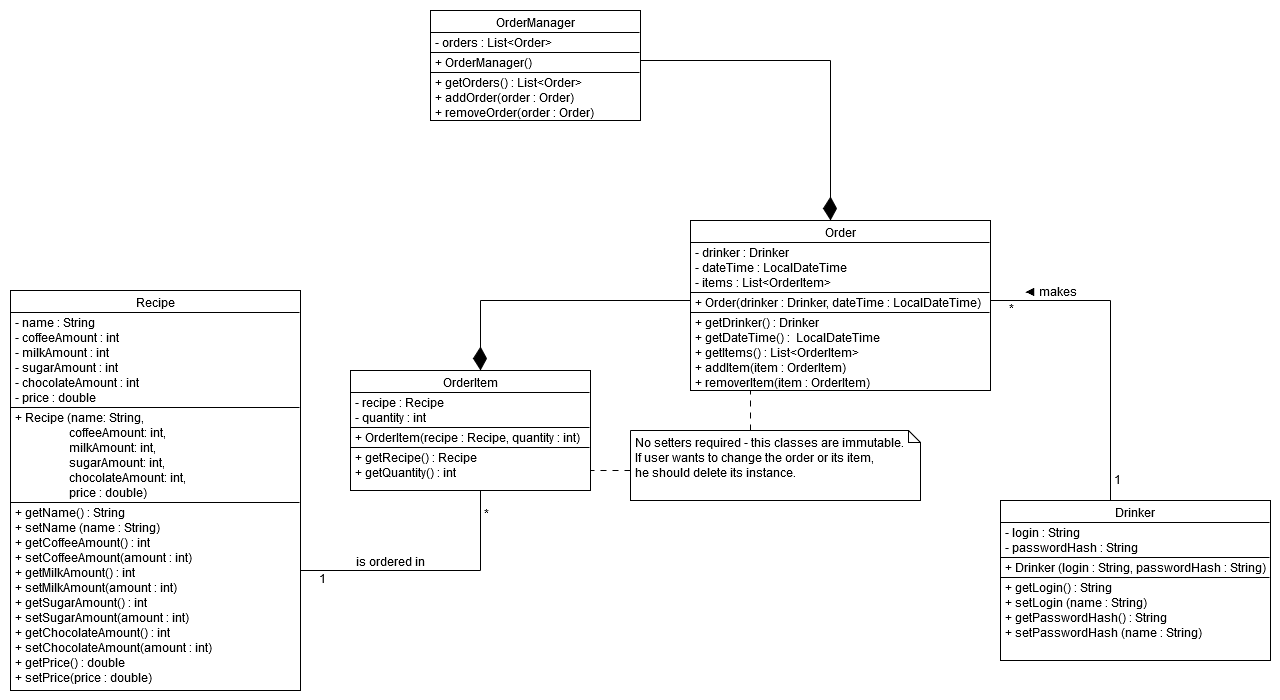 OrderManager
- orders : List<Order>
+ OrderManager()
+ getOrders() : List<Order>
+ addOrder(order : Order)
+ removeOrder(order : Order)
Order
- drinker : Drinker
- dateTime : LocalDateTime
- items : List<OrderItem>
+ Order(drinker : Drinker, dateTime : LocalDateTime)
+ getDrinker() : Drinker
+ getDateTime() :  LocalDateTime
+ getItems() : List<OrderItem>
+ addItem(item : OrderItem)
+ removerItem(item : OrderItem)
◄ makes
*
Recipe
- name : String
- coffeeAmount : int
- milkAmount : int
- sugarAmount : int
- chocolateAmount : int
- price : double
+ Recipe (name: String,
coffeeAmount: int,
milkAmount: int,
sugarAmount: int,
chocolateAmount: int,
price : double)
+ getName() : String
+ setName (name : String)
+ getCoffeeAmount() : int
+ setCoffeeAmount(amount : int)
+ getMilkAmount() : int
+ setMilkAmount(amount : int)
+ getSugarAmount() : int
+ setSugarAmount(amount : int)
+ getChocolateAmount() : int
+ setChocolateAmount(amount : int)
+ getPrice() : double
+ setPrice(price : double)
OrderItem
- recipe : Recipe
- quantity : int
+ OrderItem(recipe : Recipe, quantity : int)
+ getRecipe() : Recipe
+ getQuantity() : int
*
is ordered in
1
No setters required - this classes are immutable.
If user wants to change the order or its item,
he should delete its instance.
1
Drinker
- login : String
- passwordHash : String
+ Drinker (login : String, passwordHash : String)
+ getLogin() : String
+ setLogin (name : String)
+ getPasswordHash() : String
+ setPasswordHash (name : String)